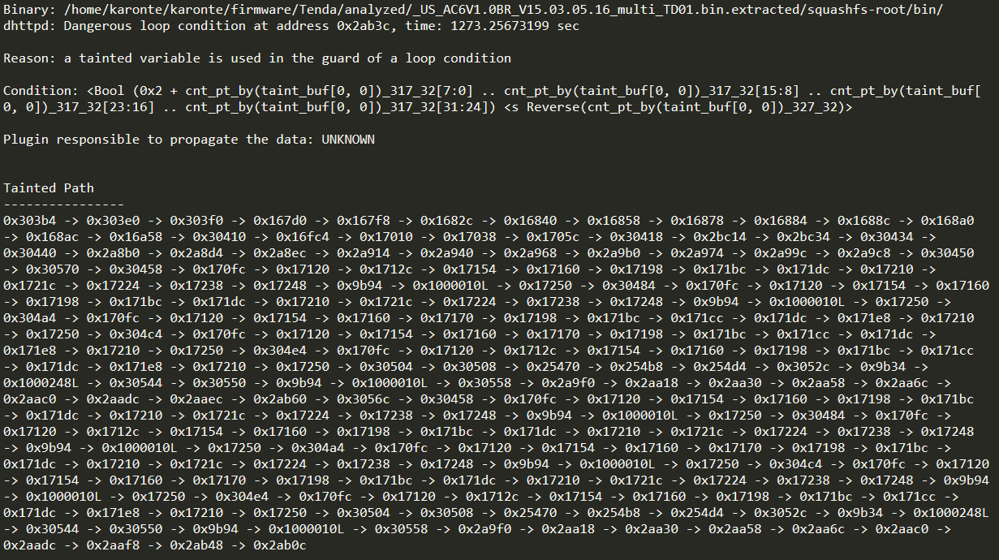 Binary: /home/karonte/karonte/firmware/Tenda/analyzed/_US_AC6V1.0BR_V15.03.05.16_multi_TD01.bin.extracted/squashfs-root/bin/
dhttpd: Dangerous loop condition at address 0x2ab3c, time: 1273.25673199 sec
Reason: a tainted variable is used in the guard of a loop condition
Condition: <Bool (0x2 + cnt_pt_by(taint_buf[0, 0])_317_32[7:0] .. cnt_pt_by(taint_buf[0, 0])_317_32[15:8] .. cnt_pt_by(taint_buf[
0, 0])_317_32[23:16] .. cnt_pt_by(taint_buf[0, 0])_317_32[31:24]) <s Reverse(cnt_pt_by(taint_buf[0, 0])_327_32)>
Plugin responsible to propagate the data: UNKNOWN
Tainted Path
----------------
0x303b4 -> 0x303e0 -> 0x303f0 -> 0x167d0 -> 0x167f8 -> 0x1682c -> 0x16840 -> 0x16858 -> 0x16878 -> 0x16884 -> 0x1688c -> 0x168a0
-> 0x168ac -> 0x16a58 -> 0x30410 -> 0x16fc4 -> 0x17010 -> 0x17038 -> 0x1705c -> 0x30418 -> 0x2bc14 -> 0x2bc34 -> 0x30434 ->
0x30440 -> 0x2a8b0 -> 0x2a8d4 -> 0x2a8ec -> 0x2a914 -> 0x2a940 -> 0x2a968 -> 0x2a9b0 -> 0x2a974 -> 0x2a99c -> 0x2a9c8 -> 0x30450
-> 0x30570 -> 0x30458 -> 0x170fc -> 0x17120 -> 0x1712c -> 0x17154 -> 0x17160 -> 0x17198 -> 0x171bc -> 0x171dc -> 0x17210 ->
0x1721c -> 0x17224 -> 0x17238 -> 0x17248 -> 0x9b94 -> 0x1000010L -> 0x17250 -> 0x30484 -> 0x170fc -> 0x17120 -> 0x17154 -> 0x17160
-> 0x17198 -> 0x171bc -> 0x171dc -> 0x17210 -> 0x1721c -> 0x17224 -> 0x17238 -> 0x17248 -> 0x9b94 -> 0x1000010L -> 0x17250 ->
0x304a4 -> 0x170fc -> 0x17120 -> 0x17154 -> 0x17160 -> 0x17170 -> 0x17198 -> 0x171bc -> 0x171cc -> 0x171dc -> 0x171e8 -> 0x17210
-> 0x17250 -> 0x304c4 -> 0x170fc -> 0x17120 -> 0x17154 -> 0x17160 -> 0x17170 -> 0x17198 -> 0x171bc -> 0x171cc -> 0x171dc ->
0x171e8 -> 0x17210 -> 0x17250 -> 0x304e4 -> 0x170fc -> 0x17120 -> 0x1712c -> 0x17154 -> 0x17160 -> 0x17198 -> 0x171bc -> 0x171cc
-> 0x171dc -> 0x171e8 -> 0x17210 -> 0x17250 -> 0x30504 -> 0x30508 -> 0x25470 -> 0x254b8 -> 0x254d4 -> 0x3052c -> 0x9b34 ->
0x1000248L -> 0x30544 -> 0x30550 -> 0x9b94 -> 0x1000010L -> 0x30558 -> 0x2a9f0 -> 0x2aa18 -> 0x2aa30 -> 0x2aa58 -> 0x2aa6c ->
0x2aac0 -> 0x2aadc -> 0x2aaec -> 0x2ab60 -> 0x3056c -> 0x30458 -> 0x170fc -> 0x17120 -> 0x17154 -> 0x17160 -> 0x17198 -> 0x171bc
-> 0x171dc -> 0x17210 -> 0x1721c -> 0x17224 -> 0x17238 -> 0x17248 -> 0x9b94 -> 0x1000010L -> 0x17250 -> 0x30484 -> 0x170fc ->
0x17120 -> 0x1712c -> 0x17154 -> 0x17160 -> 0x17198 -> 0x171bc -> 0x171dc -> 0x17210 -> 0x1721c -> 0x17224 -> 0x17238 -> 0x17248
-> 0x9b94 -> 0x1000010L -> 0x17250 -> 0x304a4 -> 0x170fc -> 0x17120 -> 0x17154 -> 0x17160 -> 0x17170 -> 0x17198 -> 0x171bc ->
0x171dc -> 0x17210 -> 0x1721c -> 0x17224 -> 0x17238 -> 0x17248 -> 0x9b94 -> 0x1000010L -> 0x17250 -> 0x304c4 -> 0x170fc -> 0x17120
-> 0x17154 -> 0x17160 -> 0x17170 -> 0x17198 -> 0x171bc -> 0x171dc -> 0x17210 -> 0x1721c -> 0x17224 -> 0x17238 -> 0x17248 -> 0x9b94
-> 0x1000010L -> 0x17250 -> 0x304e4 -> 0x170fc -> 0x17120 -> 0x1712c -> 0x17154 -> 0x17160 -> 0x17198 -> 0x171bc -> 0x171cc ->
0x171dc -> 0x171e8 -> 0x17210 -> 0x17250 -> 0x30504 -> 0x30508 -> 0x25470 -> 0x254b8 -> 0x254d4 -> 0x3052c -> 0x9b34 -> 0x1000248L
-> 0x30544 -> 0x30550 -> 0x9b94 -> 0x1000010L -> 0x30558 -> 0x2a9f0 -> 0x2aa18 -> 0x2aa30 -> 0x2aa58 -> 0x2aa6c -> 0x2aac0 ->
0x2aadc -> 0x2aaf8 -> 0x2ab48 -> 0x2ab0c